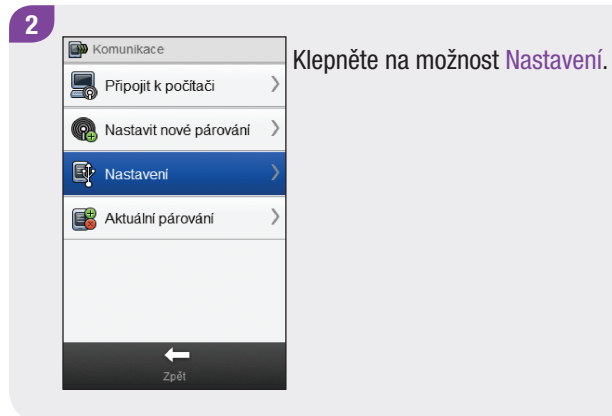 2
Komunikace
Klepněte na možnost Nastavení.
Připojit k počítači
Nastavit nové párování
Nastavení
Aktuální párování
Zpět